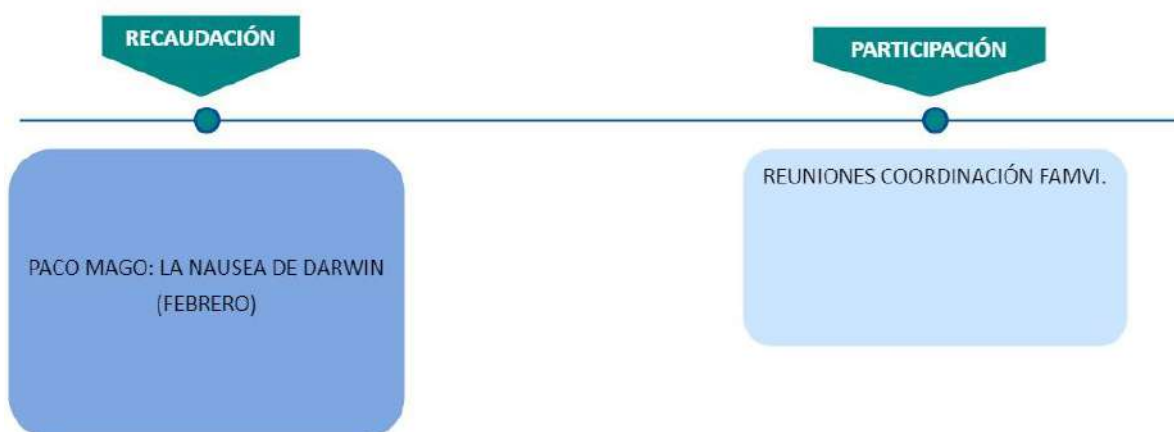 RECAUDACIÓN
PARTICIPACIÓN
PACO MAGO: LA NAUSEA DE DARWIN
(FEBRERO)
REUNIONES COORDINACIÓN FAMVI.